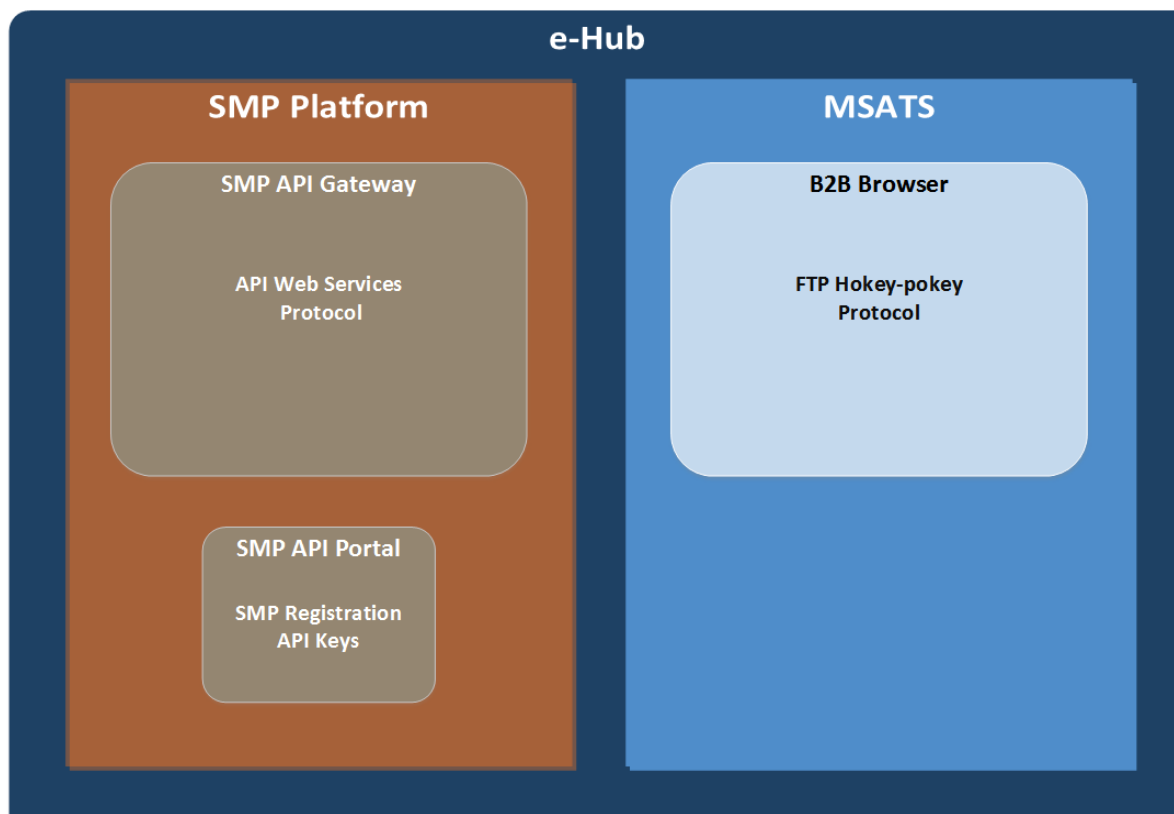 e-Hub
SMP Platform
SMP API Gateway
API Web Services
Protocol
SMP API Portal
SMP Registration
API Keys
MSATS
B2B Browser
FTP Hokey-pokey
Protocol